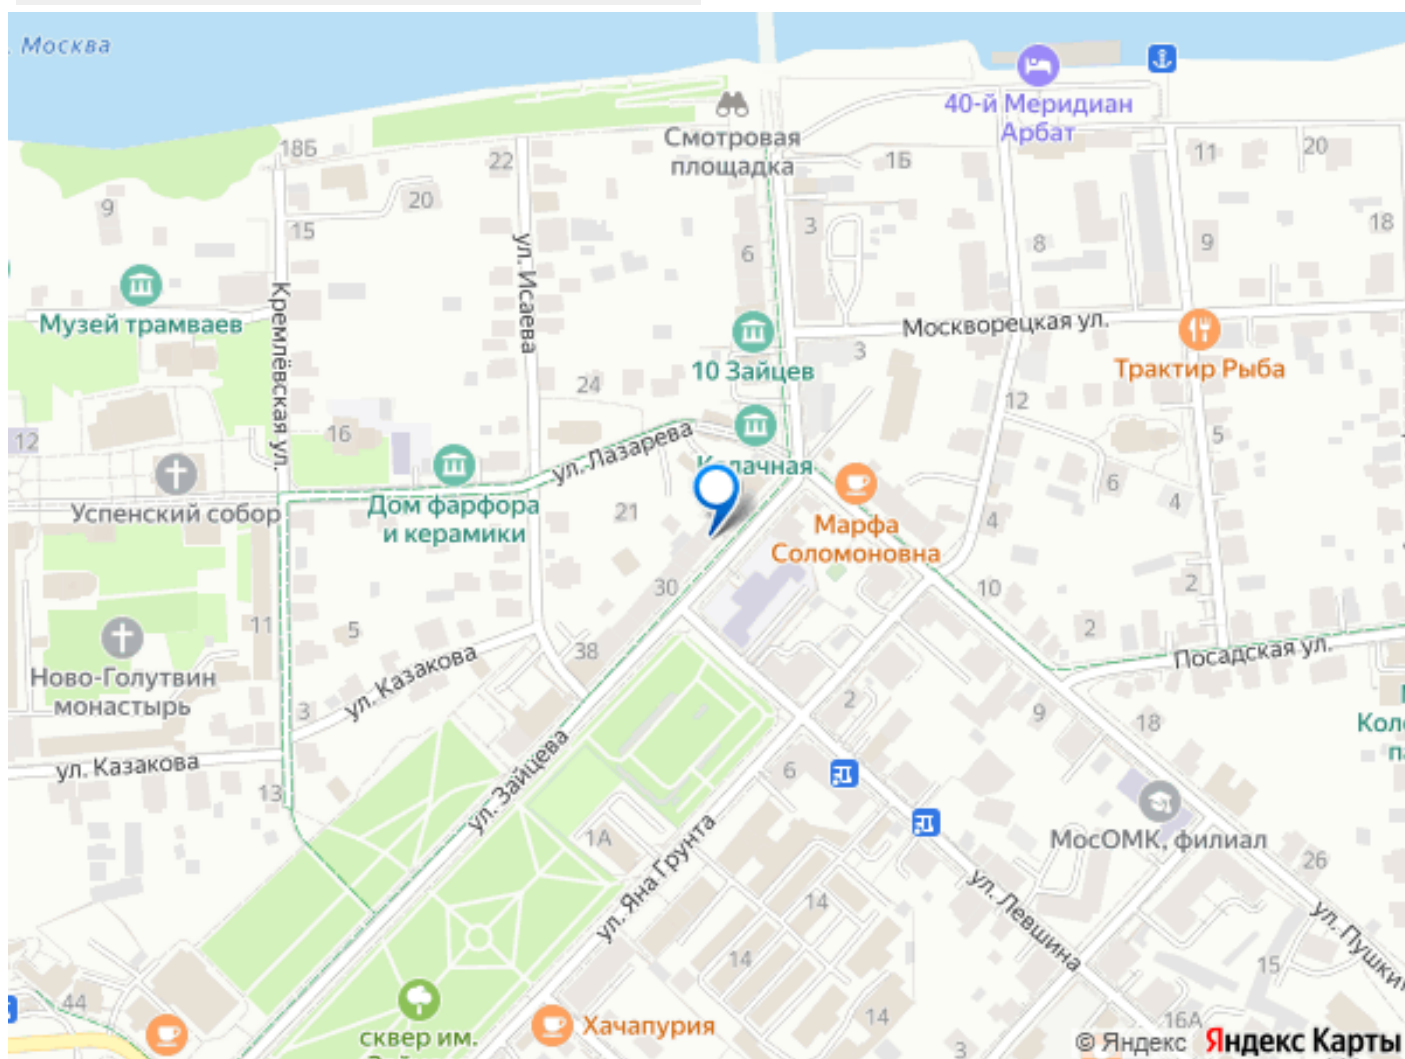 Москва
40-й Меридиан
Арбат
Смотровая
площадка
18Б
22
1Б
11
20
9
20
15
3
18
6
8
9
ул. Исаева
Кремлёвская ул.
Музей трамваев
Москворецкая ул.
10 Зайцев
3
Трактир Рыба
24
12
12
16
5
ул. Лазарева
Калачная
Успенский собор
Дом фарфора
и керамики
21
Марфа
Соломоновна
6
4
4
30
10
2
11
5
2
38
Ново-Голутвин
монастырь
ул. Казакова
Посадская ул.
3
2
9
18
ул. Казакова
ул. Зайцева
13
6
1А
МосОМК, филиал
26
ул. Яна Грунта
14
ул. Левшина
14
15
44
сквер им.
Хачапурия
14
16А
3
© Яндекс Яндекс Карты